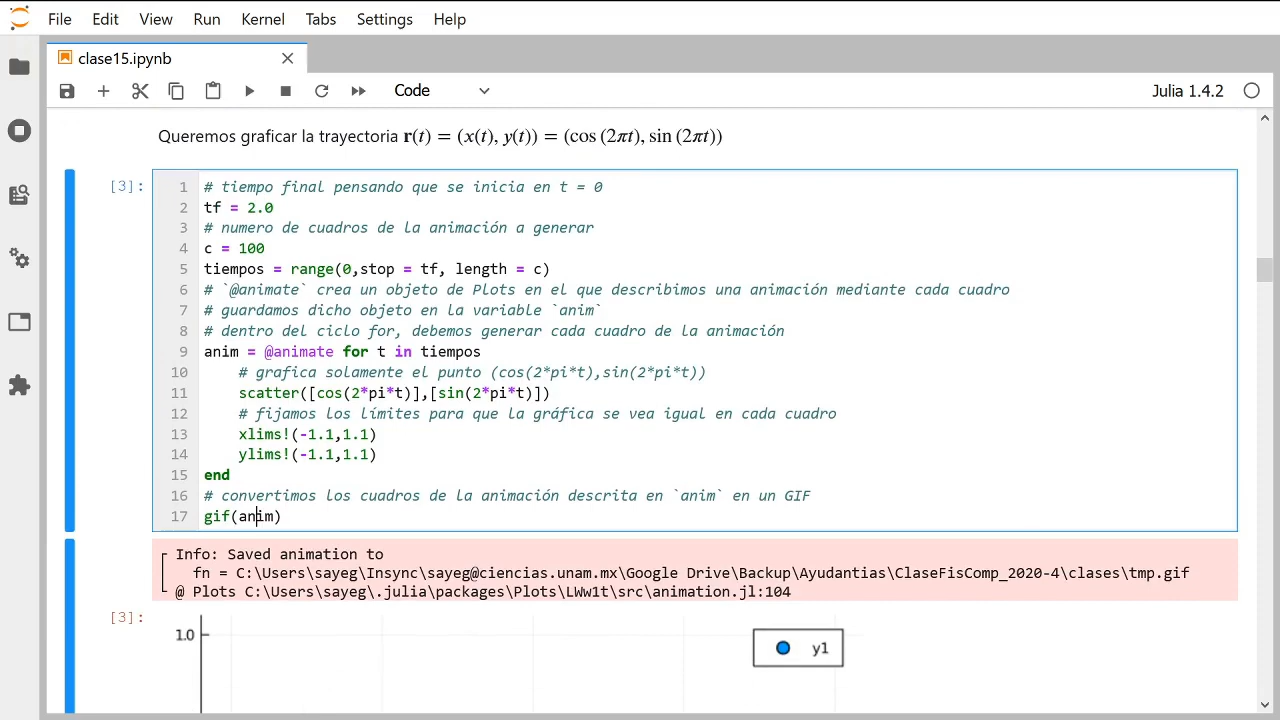 File Edit View Run Kernel Tabs Settings Help
clase15.ipynb
Code
Julia 1.4.2
Queremos graficar la trayectoria r(t) = (x(t), y(t)) = (cos (2πt), sin (2πt))
[3]:
1 # tiempo final pensando que se inicia en t = 0
2 tf = 2.0
3 # numero de cuadros de la animación a generar
4 c = 100
5 tiempos = range(0,stop = tf, length = c)
6 # `@animate` crea un objeto de Plots en el que describimos una animación mediante cada cuadro
7 # guardamos dicho objeto en la variable `anim`
8 # dentro del ciclo for, debemos generar cada cuadro de la animación
9 anim = @animate for t in tiempos
10 # grafica solamente el punto (cos(2*pi*t),sin(2*pi*t))
11 scatter([cos(2*pi*t)],[sin(2*pi*t)])
12 # fijamos los límites para que la gráfica se vea igual en cada cuadro
13 xlims!(-1.1,1.1)
14 ylims!(-1.1,1.1)
15 end
16 # convertimos los cuadros de la animación descrita en `anim` en un GIF
17 gif(anim)
┌ Info: Saved animation to
│ fn = C:\Users\sayeg\Insync\sayeg@ciencias.unam.mx\Google Drive\Backup\Ayudantias\ClaseFisComp_2020-4\clases\tmp.gif
└ @ Plots C:\Users\sayeg\.julia\packages\Plots\LWw1t\src\animation.jl:104
[3]:
1.0
y1